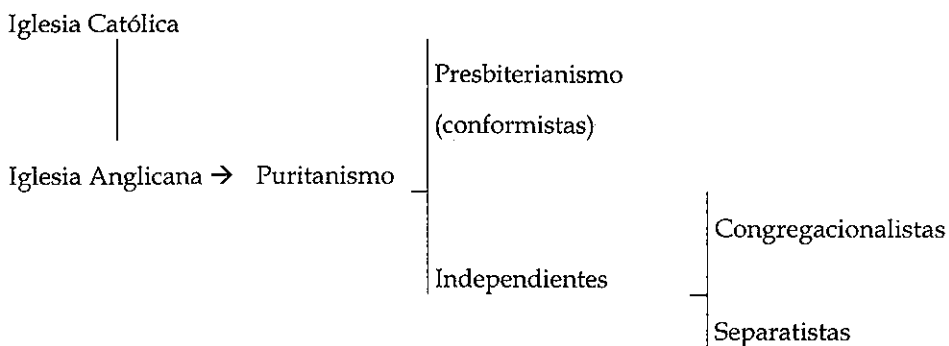 Iglesia Católica
Presbiterianismo
(conformistas)
Iglesia Anglicana → Puritanismo
Congregacionalistas
Independientes
Separatistas